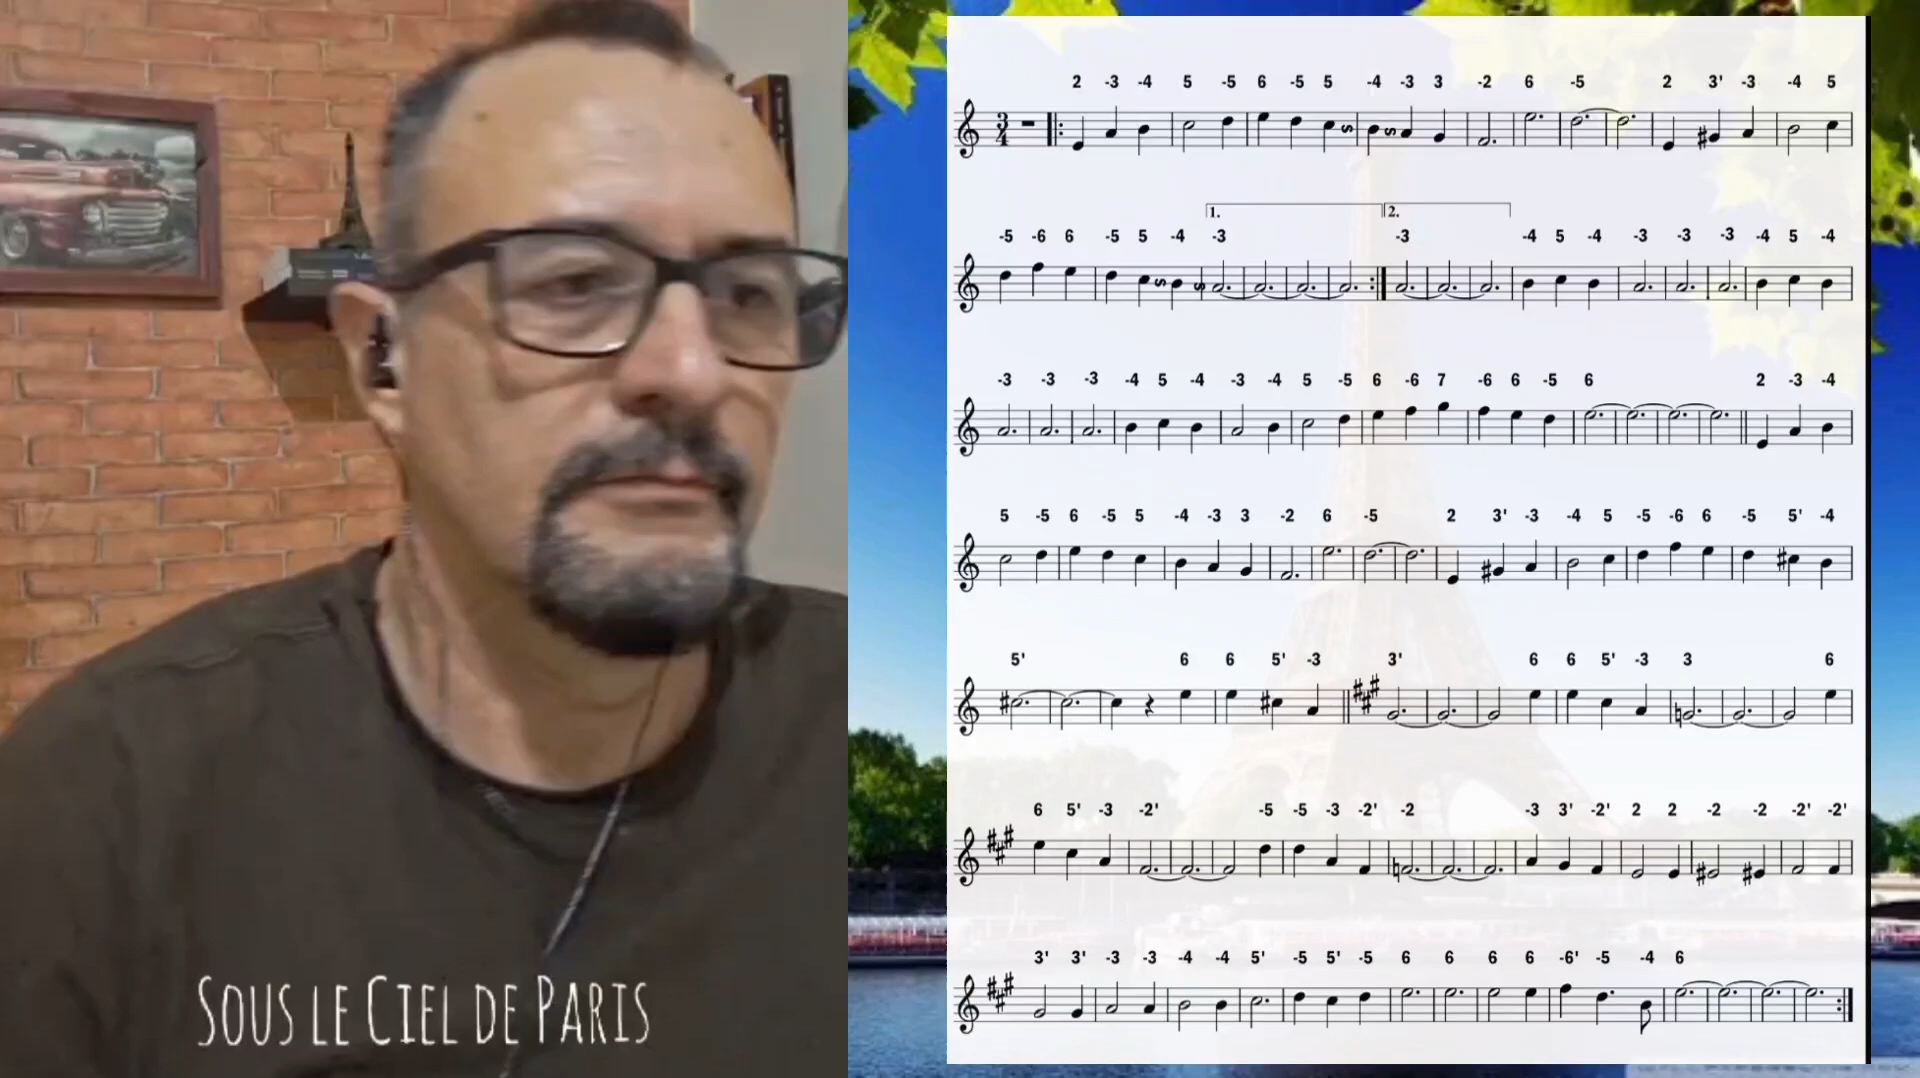 2 -3 -4 5 -5 6 -5 5 -4 -3 3 -2 6 -5 2 3' -3 -4 5
3
4
1. 2.
-5 -6 6 -5 5 -4 -3 -3 -4 5 -4 -3 -3 -3 -4 5 -4
-3 -3 -3 -4 5 -4 -3 -4 5 -5 6 -6 7 -6 6 -5 6 2 -3 -4
5 -5 6 -5 5 -4 -3 3 -2 6 -5 2 3' -3 -4 5 -5 -6 6 -5 5' -4
5' 6 6 5' -3 3' 6 6 5' -3 3 6
6 5' -3 -2' -5 -5 -3 -2' -2 -3 3' -2' 2 2 -2 -2 -2' -2'
3' 3' -3 -3 -4 -4 5' -5 5' -5 6 6 6 6 -6' -5 -4 6
SOUS LE CIEL DE PARIS